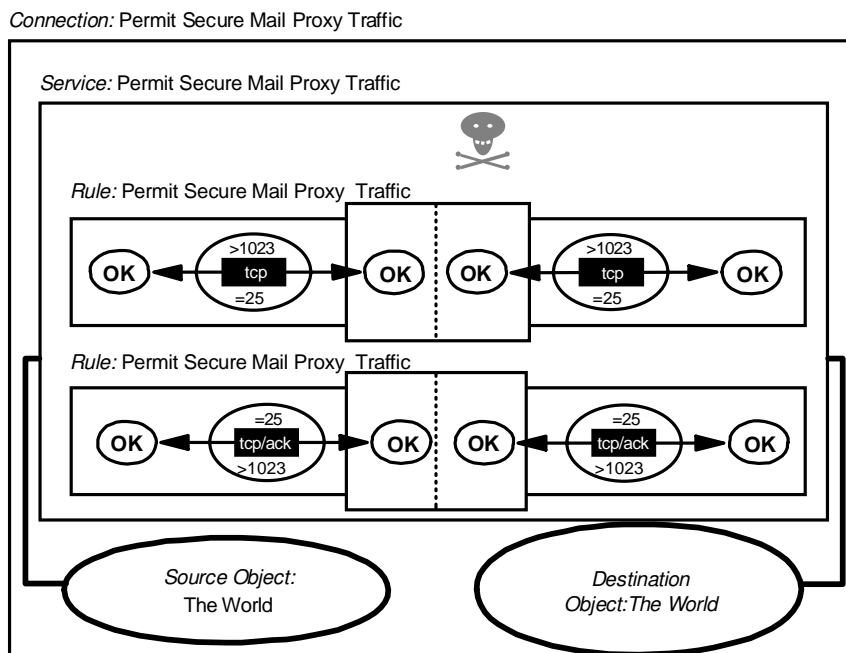 Connection: Permit Secure Mail Proxy Traffic
Service: Permit Secure Mail Proxy Traffic
Rule: Permit Secure Mail Proxy Traffic
>1023 >1023
OK tcp OK OK tcp OK
=25 =25
Rule: Permit Secure Mail Proxy Traffic
=25 =25
OK tcp/ack OK OK tcp/ack OK
>1023 >1023
Source Object:
The World
Destination
Object:The World